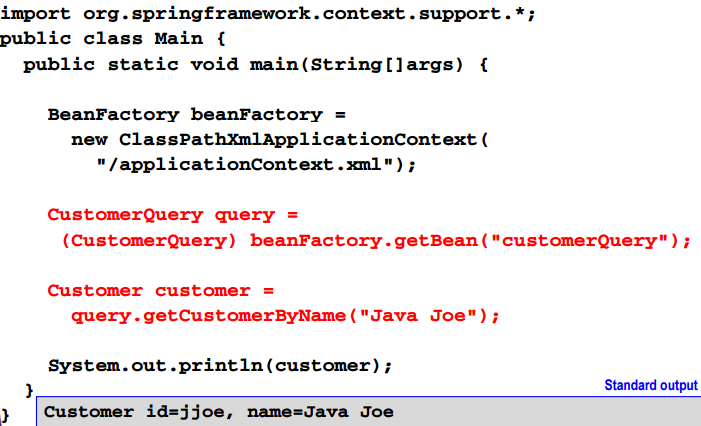 import org.springframework.context.support.*;
public class Main {
public static void main(String[]args) {
BeanFactory beanFactory =
new ClassPathXmlApplicationContext(
"/applicationContext.xml");
CustomerQuery query =
(CustomerQuery) beanFactory.getBean("customerQuery");
Customer customer =
query.getCustomerByName("Java Joe");
System.out.println(customer);
}
Standard output
}
Customer id=jjoe, name=Java Joe